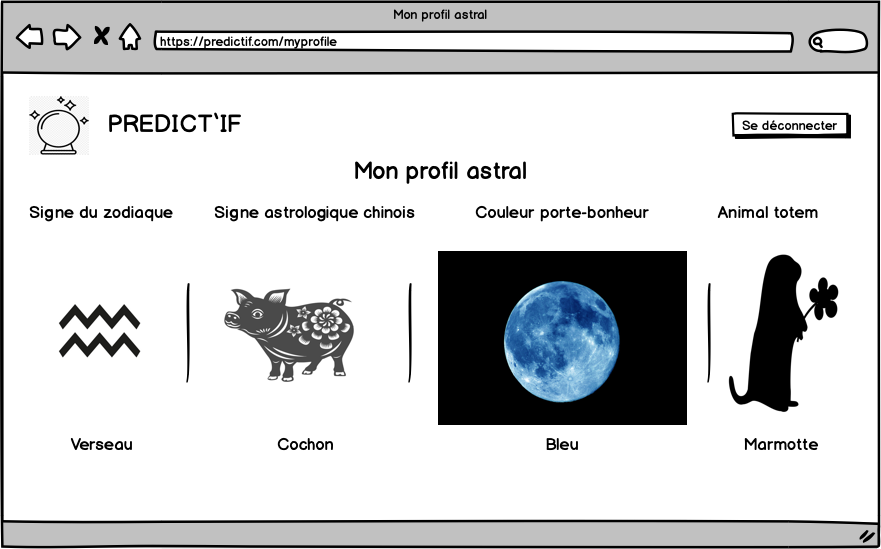 Mon profil astral
https://predictif.com/myprofile
PREDICT'IF
Se déconnecter
Mon profil astral
Signe du zodiaque
Signe astrologique chinois
Couleur porte-bonheur
Animal totem
Verseau
Cochon
Bleu
Marmotte